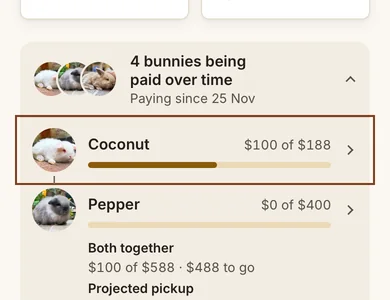 4 bunnies being
paid over time
Paying since 25 Nov
Coconut $100 of $188
Pepper $0 of $400
Both together
$100 of $588 · $488 to go
Projected pickup